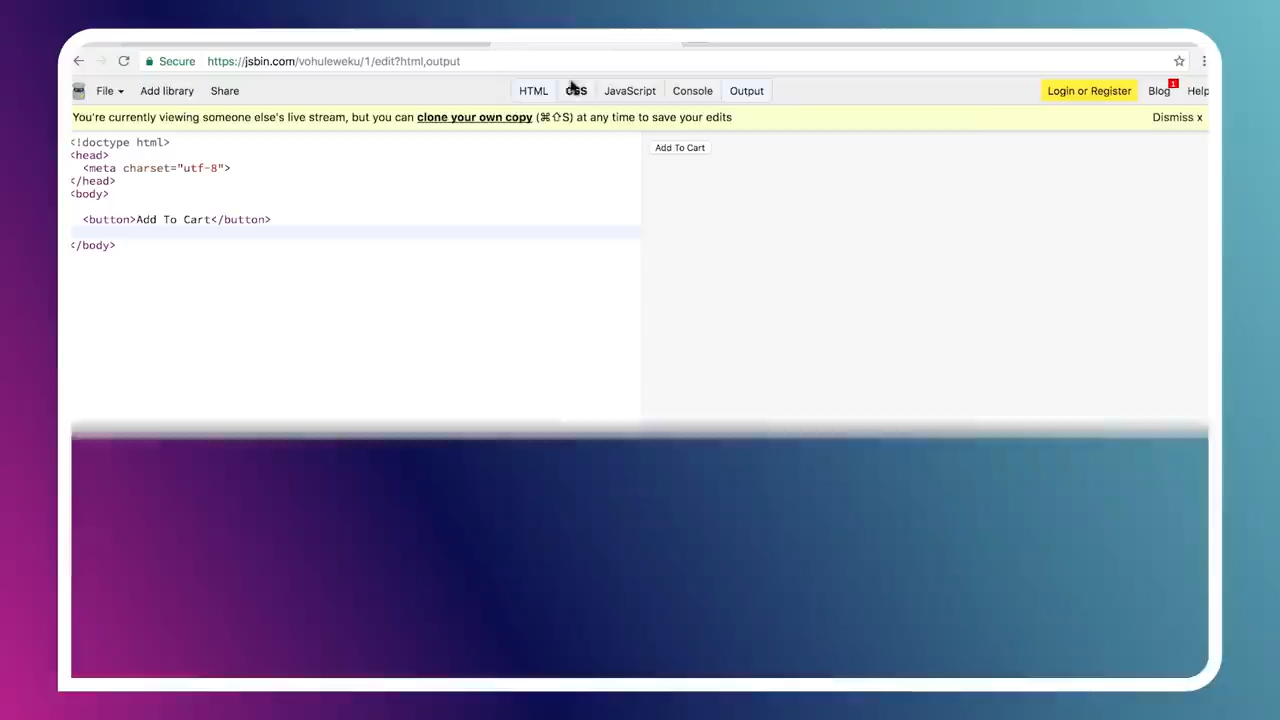 Secure https://jsbin.com/vohuleweku/1/edit?html,output
File Add library Share HTML CSS JavaScript Console Output Login or Register Blog 1 Help
You're currently viewing someone else's live stream, but you can clone your own copy (⌘⇧S) at any time to save your edits Dismiss x
<!doctype html>
<head>
<meta charset="utf-8">
</head>
<body>
<button>Add To Cart</button>
</body>
Add To Cart